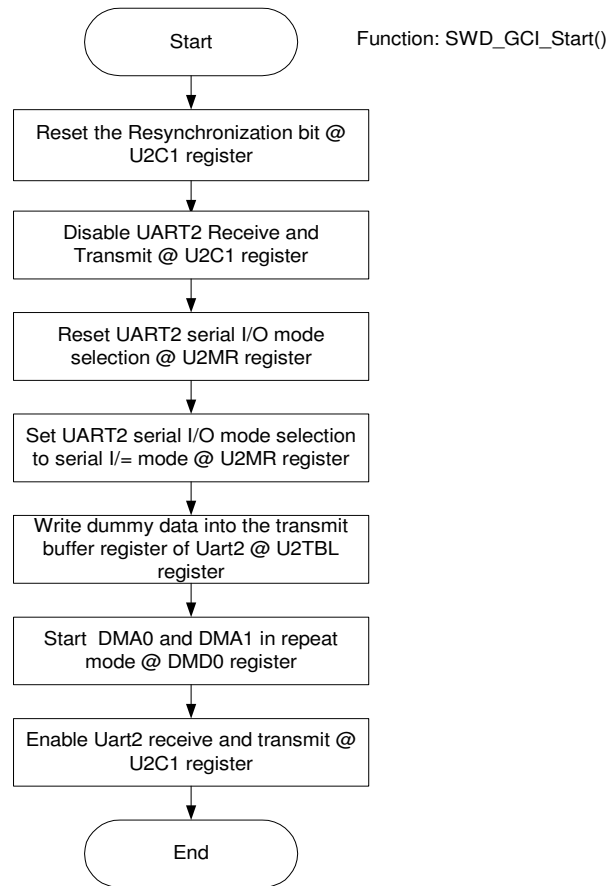 Start
Function: SWD_GCI_Start()
Reset the Resynchronization bit @
U2C1 register
Disable UART2 Receive and
Transmit @ U2C1 register
Reset UART2 serial I/O mode
selection @ U2MR register
Set UART2 serial I/O mode selection
to serial I/= mode @ U2MR register
Write dummy data into the transmit
buffer register of Uart2 @ U2TBL
register
Start  DMA0 and DMA1 in repeat
mode @ DMD0 register
Enable Uart2 receive and transmit @
U2C1 register
End